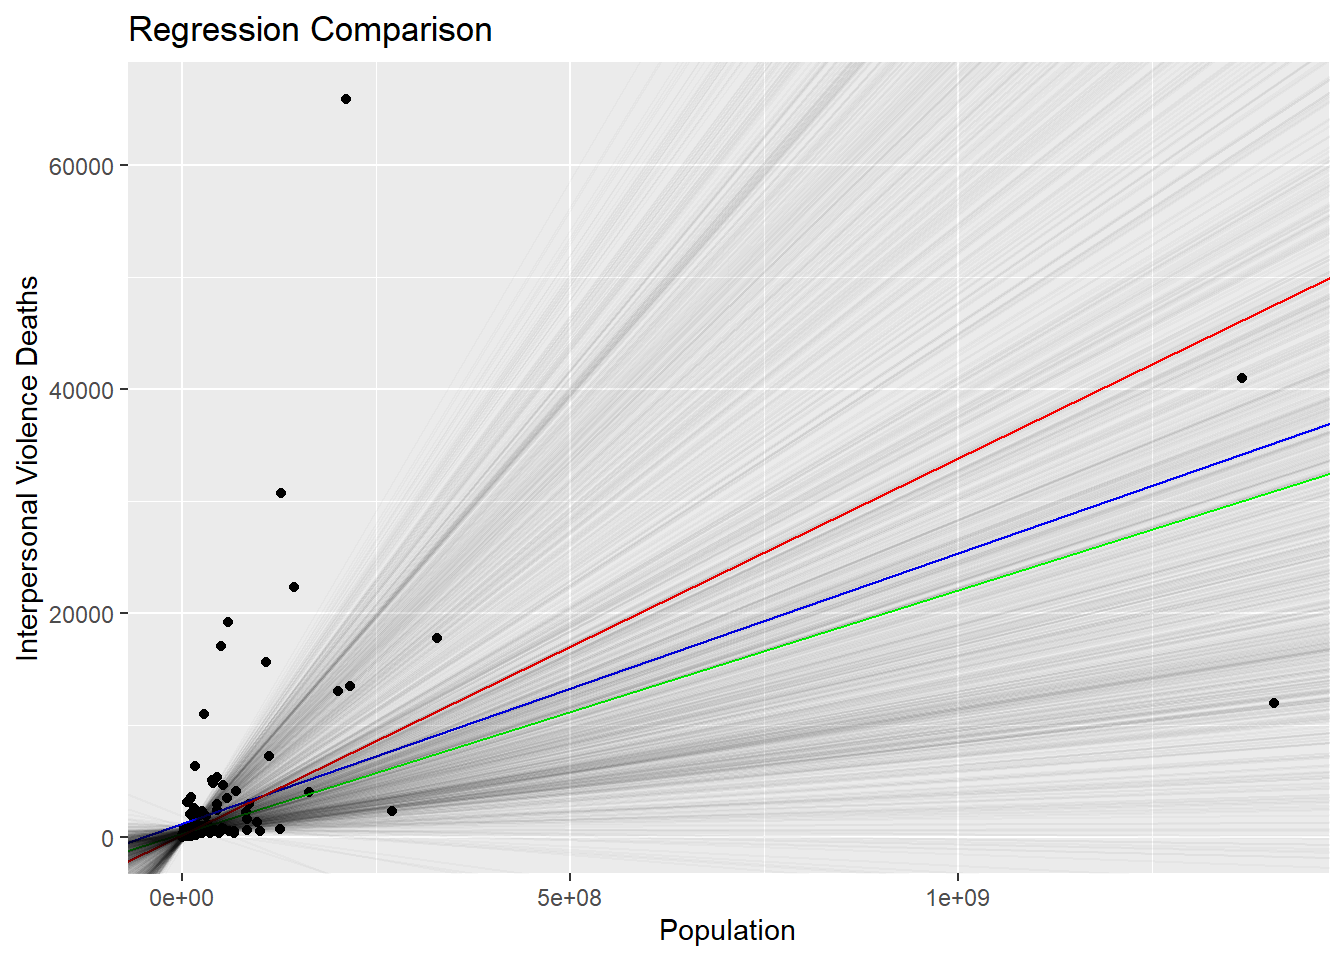 Regression Comparison
Interpersonal Violence Deaths
60000
40000
20000
0
0e+00
5e+08
1e+09
Population